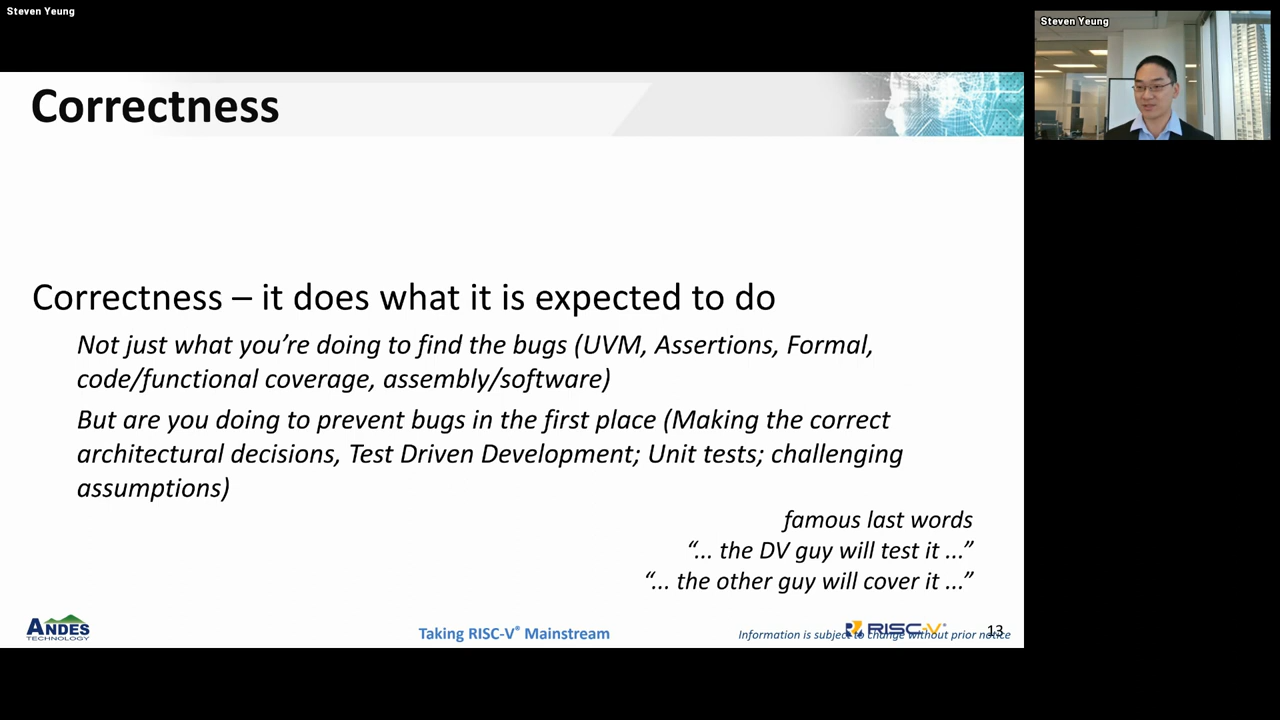 Steven Yeung
Steven Yeung
Correctness
Correctness – it does what it is expected to do
Not just what you’re doing to find the bugs (UVM, Assertions, Formal,
code/functional coverage, assembly/software)
But are you doing to prevent bugs in the first place (Making the correct
architectural decisions, Test Driven Development; Unit tests; challenging
assumptions)
famous last words
“... the DV guy will test it ...”
“... the other guy will cover it ...”
ANDES
TECHNOLOGY
Taking RISC-V® Mainstream
RISC-V®
Information is subject to change without prior notice
13